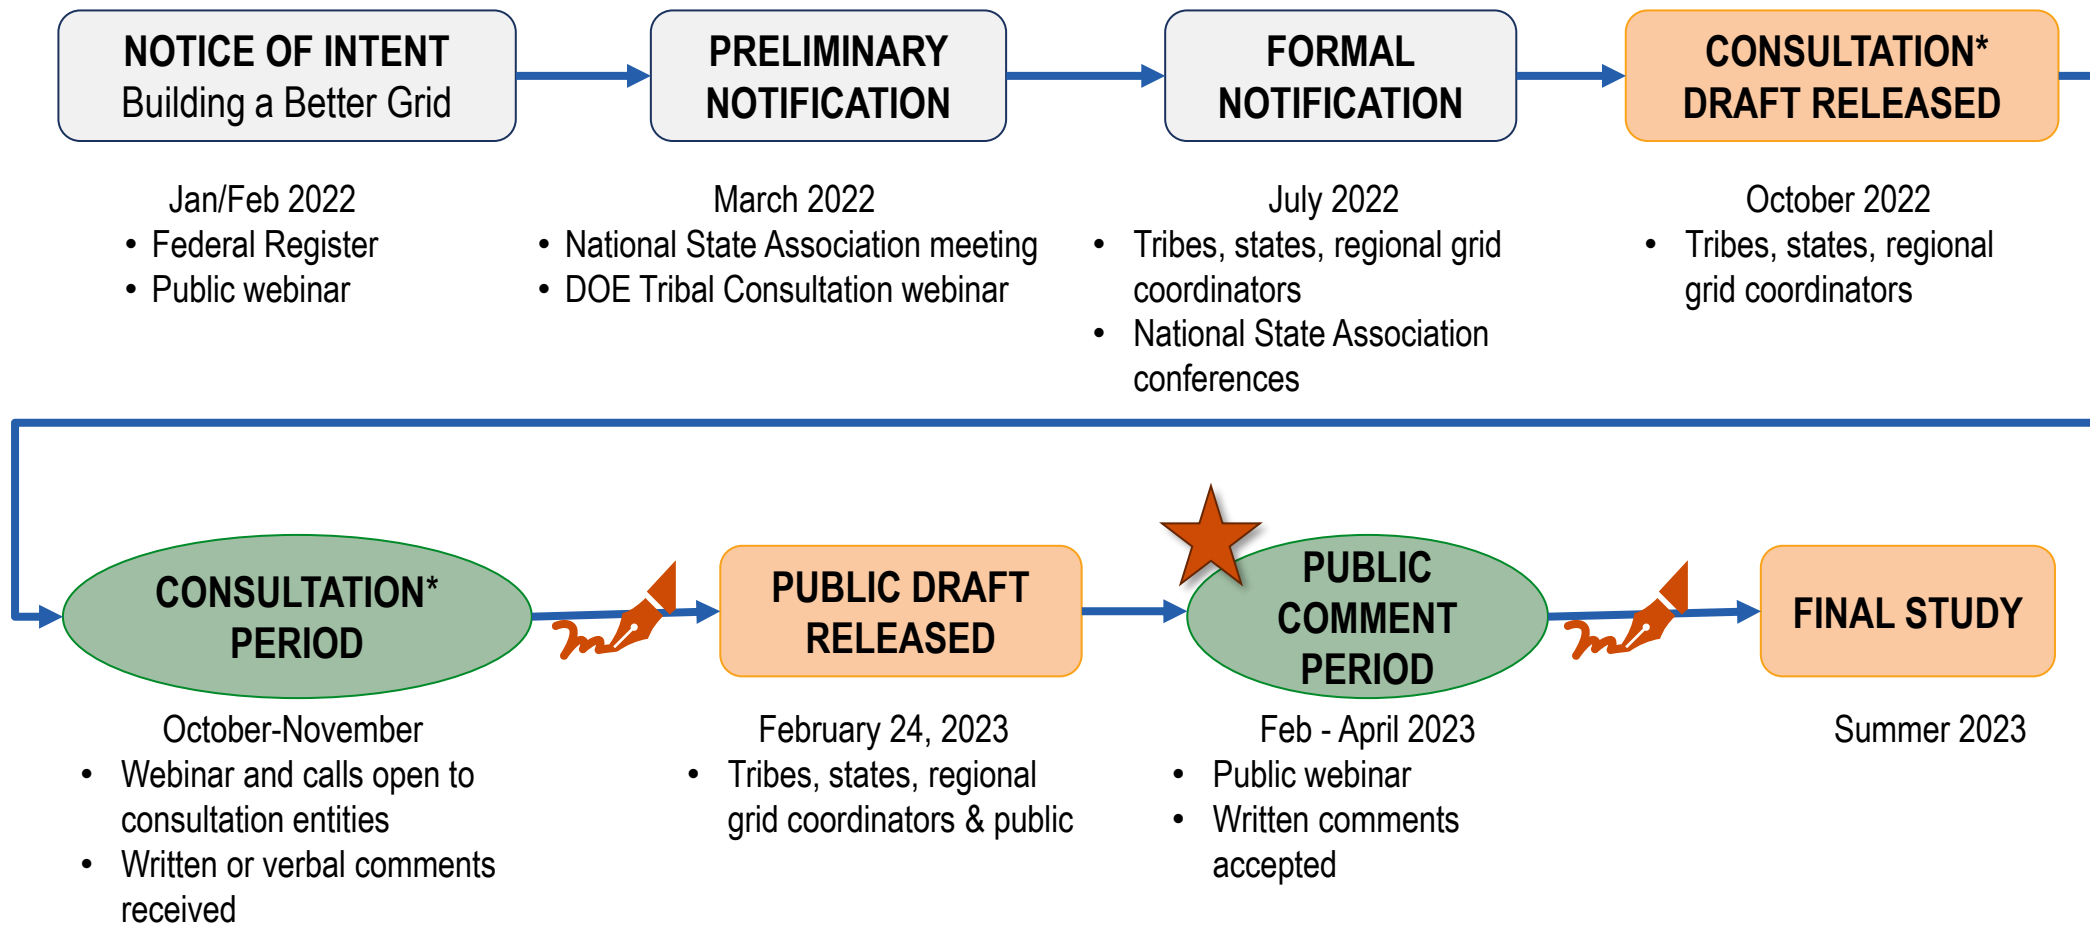 NOTICE OF INTENT
Building a Better Grid
PRELIMINARY
NOTIFICATION
FORMAL
NOTIFICATION
CONSULTATION*
DRAFT RELEASED
Jan/Feb 2022
• Federal Register
• Public webinar
March 2022
• National State Association meeting
• DOE Tribal Consultation webinar
July 2022
• Tribes, states, regional grid
coordinators
• National State Association
conferences
October 2022
• Tribes, states, regional
grid coordinators
CONSULTATION*
PERIOD
PUBLIC DRAFT
RELEASED
PUBLIC
COMMENT
PERIOD
FINAL STUDY
October-November
• Webinar and calls open to
consultation entities
• Written or verbal comments
received
February 24, 2023
• Tribes, states, regional
grid coordinators & public
Feb - April 2023
• Public webinar
• Written comments
accepted
Summer 2023